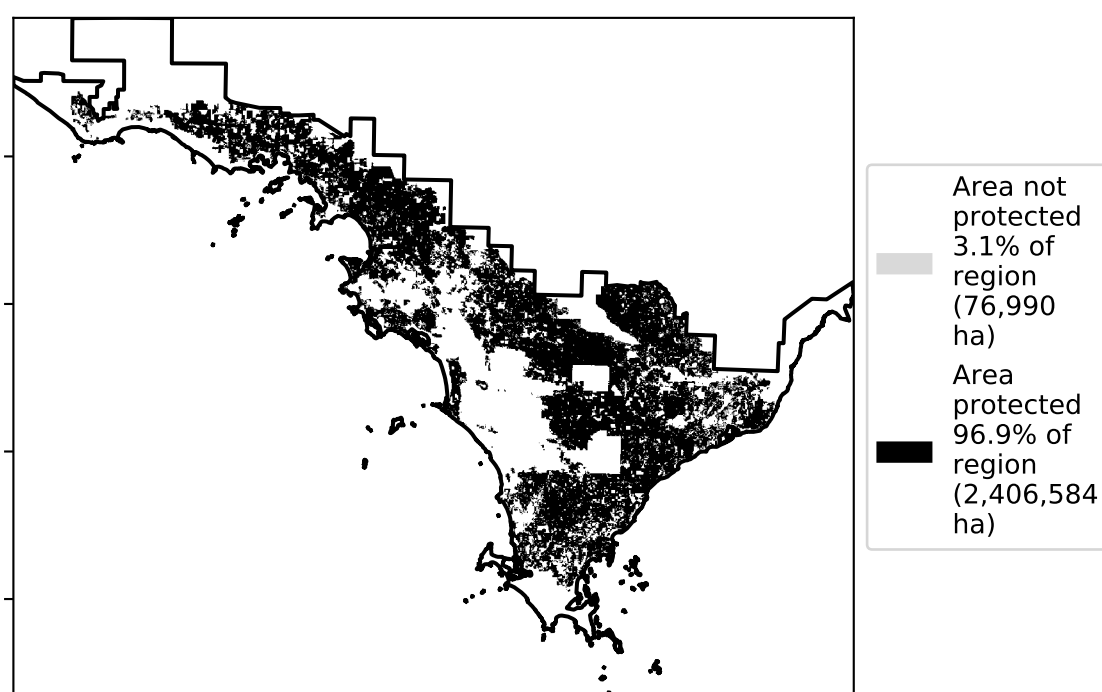 Area not
protected
3.1% of
region
(76,990
ha)
Area
protected
96.9% of
region
(2,406,584
ha)